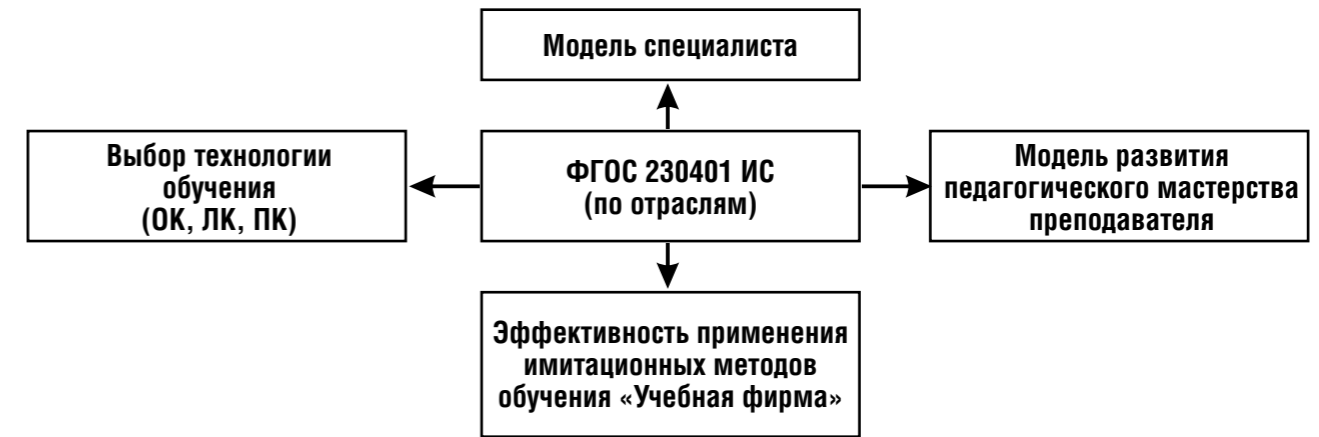 Модель специалиста
Выбор технологии
обучения
(ОК, ЛК, ПК)
ФГОС 230401 ИС
(по отраслям)
Модель развития
педагогического мастерства
преподавателя
Эффективность применения
имитационных методов
обучения «Учебная фирма»